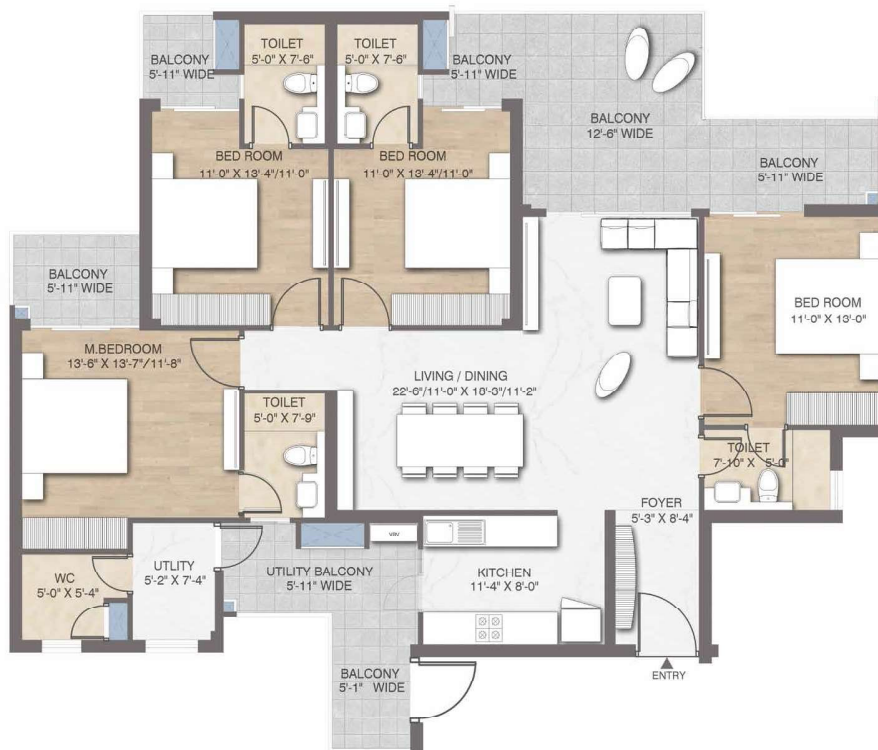 TOILET
5'-0" X 7'-6"
TOILET
5'-0" X 7'-6"
BALCONY
5'-11" WIDE
BALCONY
5'-11" WIDE
BALCONY
12'-6" WIDE
BED ROOM
11'-0" X 13'-4"/11'-0"
BED ROOM
11'-0" X 13'-4"/11'-0"
BALCONY
5'-11" WIDE
BALCONY
5'-11" WIDE
BED ROOM
11'-0" X 13'-0"
M.BEDROOM
13'-6" X 13'-7"/11'-8"
LIVING / DINING
22'-6"/11'-0" X 18'-3"/11'-2"
TOILET
5'-0" X 7'-9"
TOILET
7'-10" X 5'-0"
FOYER
5'-3" X 8'-4"
VRV
UTLITY
5'-2" X 7'-4"
UTILITY BALCONY
5'-11" WIDE
KITCHEN
11'-4" X 8'-0"
WC
5'-0" X 5'-4"
BALCONY
5'-1" WIDE
ENTRY